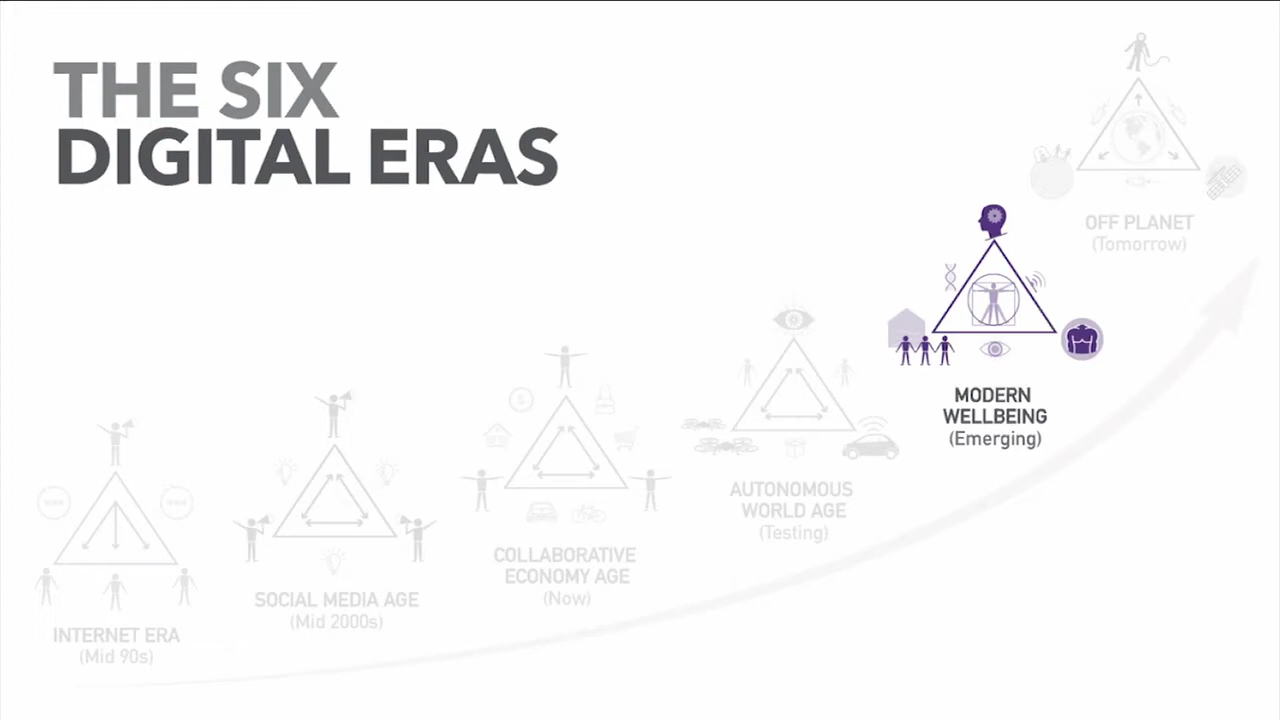 THE SIX
DIGITAL ERAS
INTERNET ERA
(Mid 90s)
SOCIAL MEDIA AGE
(Mid 2000s)
COLLABORATIVE
ECONOMY AGE
(Now)
AUTONOMOUS
WORLD AGE
(Testing)
MODERN
WELLBEING
(Emerging)
OFF PLANET
(Tomorrow)